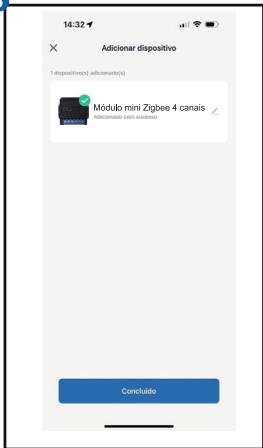 14:32
Adicionar dispositivo
1 dispositivo(s) adicionado(s)
Módulo mini Zigbee 4 canais
Adicionado com sucesso
Concluído